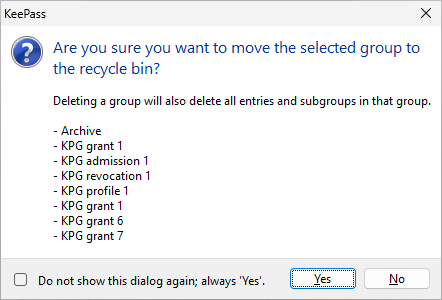 KeePass
Are you sure you want to move the selected group to
the recycle bin?
Deleting a group will also delete all entries and subgroups in that group.
- Archive
- KPG grant 1
- KPG admission 1
- KPG revocation 1
- KPG profile 1
- KPG grant 1
- KPG grant 6
- KPG grant 7
Do not show this dialog again; always 'Yes'.
Yes
No